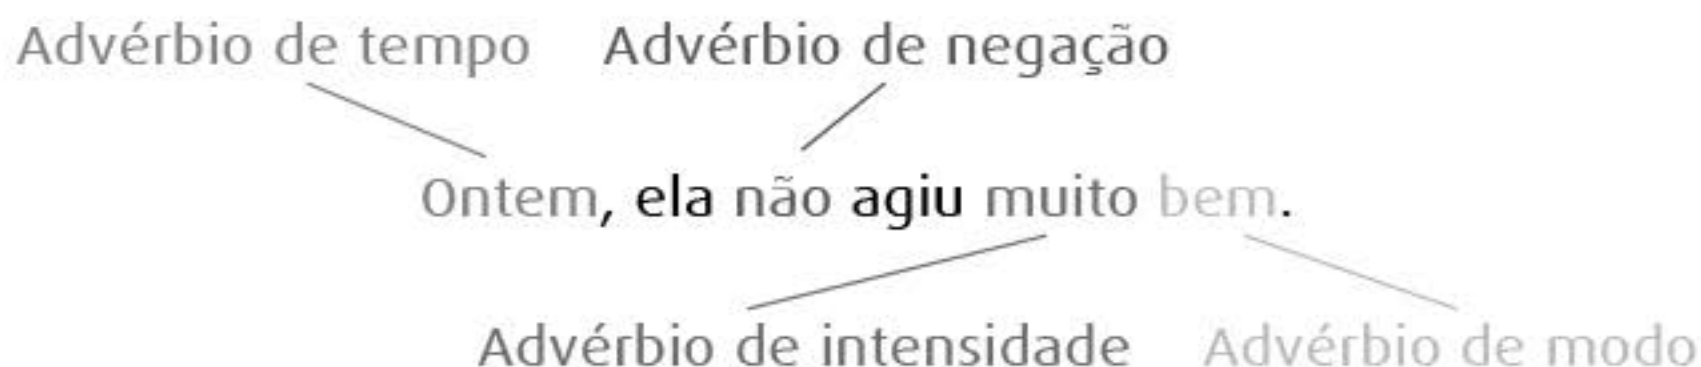 Advérbio de tempo Advérbio de negação
Ontem, ela não agiu muito bem.
Advérbio de intensidade Advérbio de modo